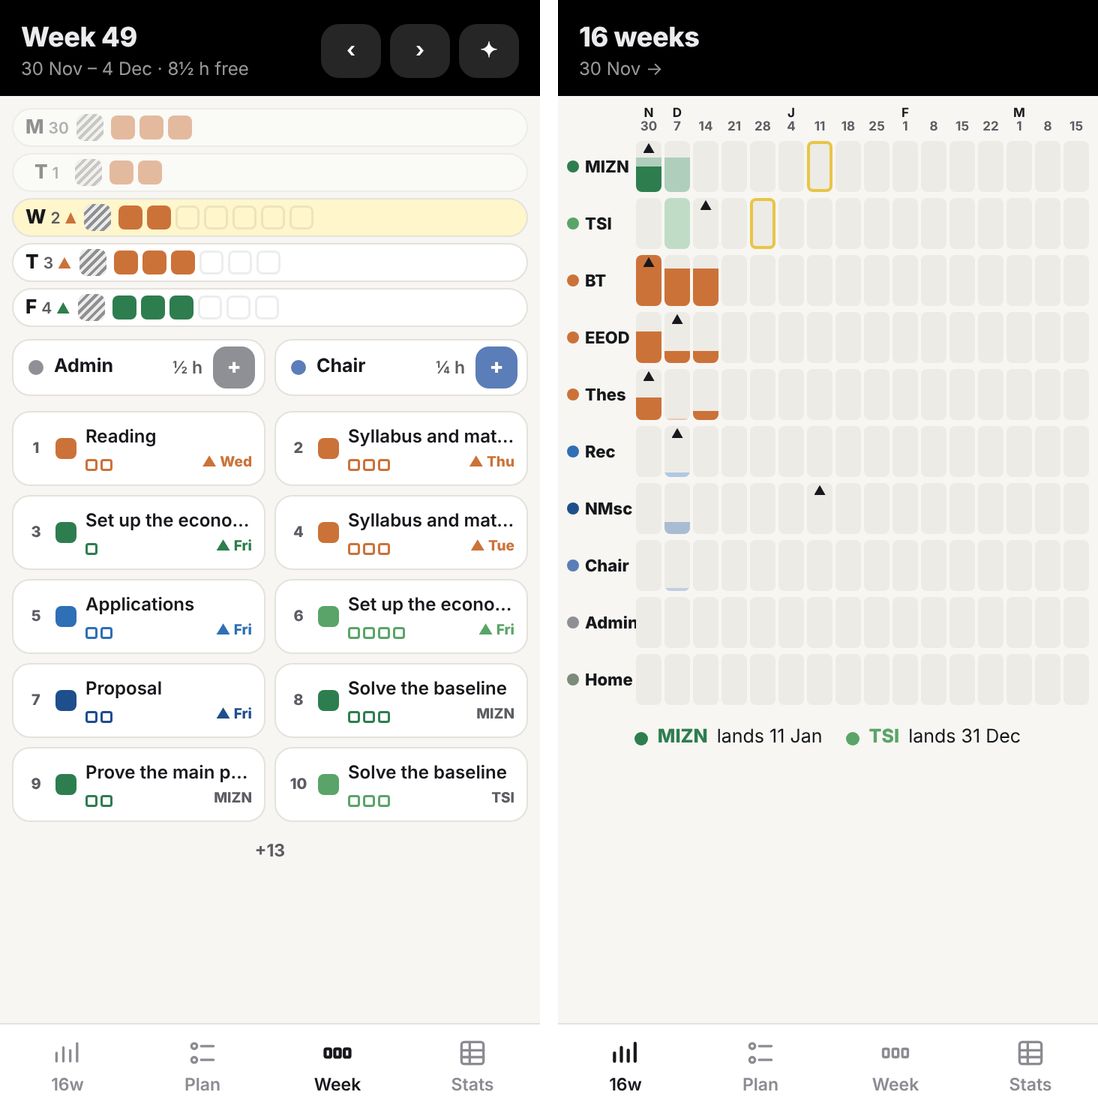 Week 49
30 Nov – 4 Dec · 8½ h free
M 30
T 1
W 2
T 3
F 4
Admin ½ h +
Chair ¼ h +
1 Reading
Wed
2 Syllabus and mat...
Thu
3 Set up the econo...
Fri
4 Syllabus and mat...
Tue
5 Applications
Fri
6 Set up the econo...
Fri
7 Proposal
Fri
8 Solve the baseline
MIZN
9 Prove the main p...
MIZN
10 Solve the baseline
TSI
+13
16w Plan Week Stats
16 weeks
30 Nov →
N D J F M
30 7 14 21 28 4 11 18 25 1 8 15 22 1 8 15
MIZN
TSI
BT
EEOD
Thes
Rec
NMsc
Chair
Admin
Home
MIZN lands 11 Jan TSI lands 31 Dec
16w Plan Week Stats